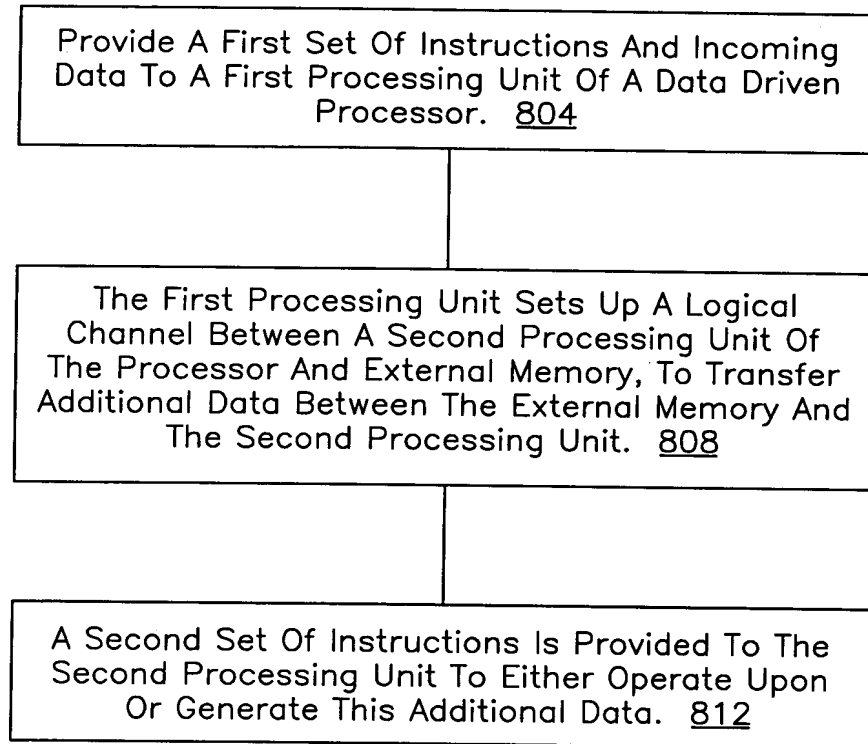 Provide A First Set Of Instructions And Incoming
Data To A First Processing Unit Of A Data Driven
Processor. 804
The First Processing Unit Sets Up A Logical
Channel Between A Second Processing Unit Of
The Processor And External Memory, To Transfer
Additional Data Between The External Memory And
The Second Processing Unit. 808
A Second Set Of Instructions Is Provided To The
Second Processing Unit To Either Operate Upon
Or Generate This Additional Data. 812